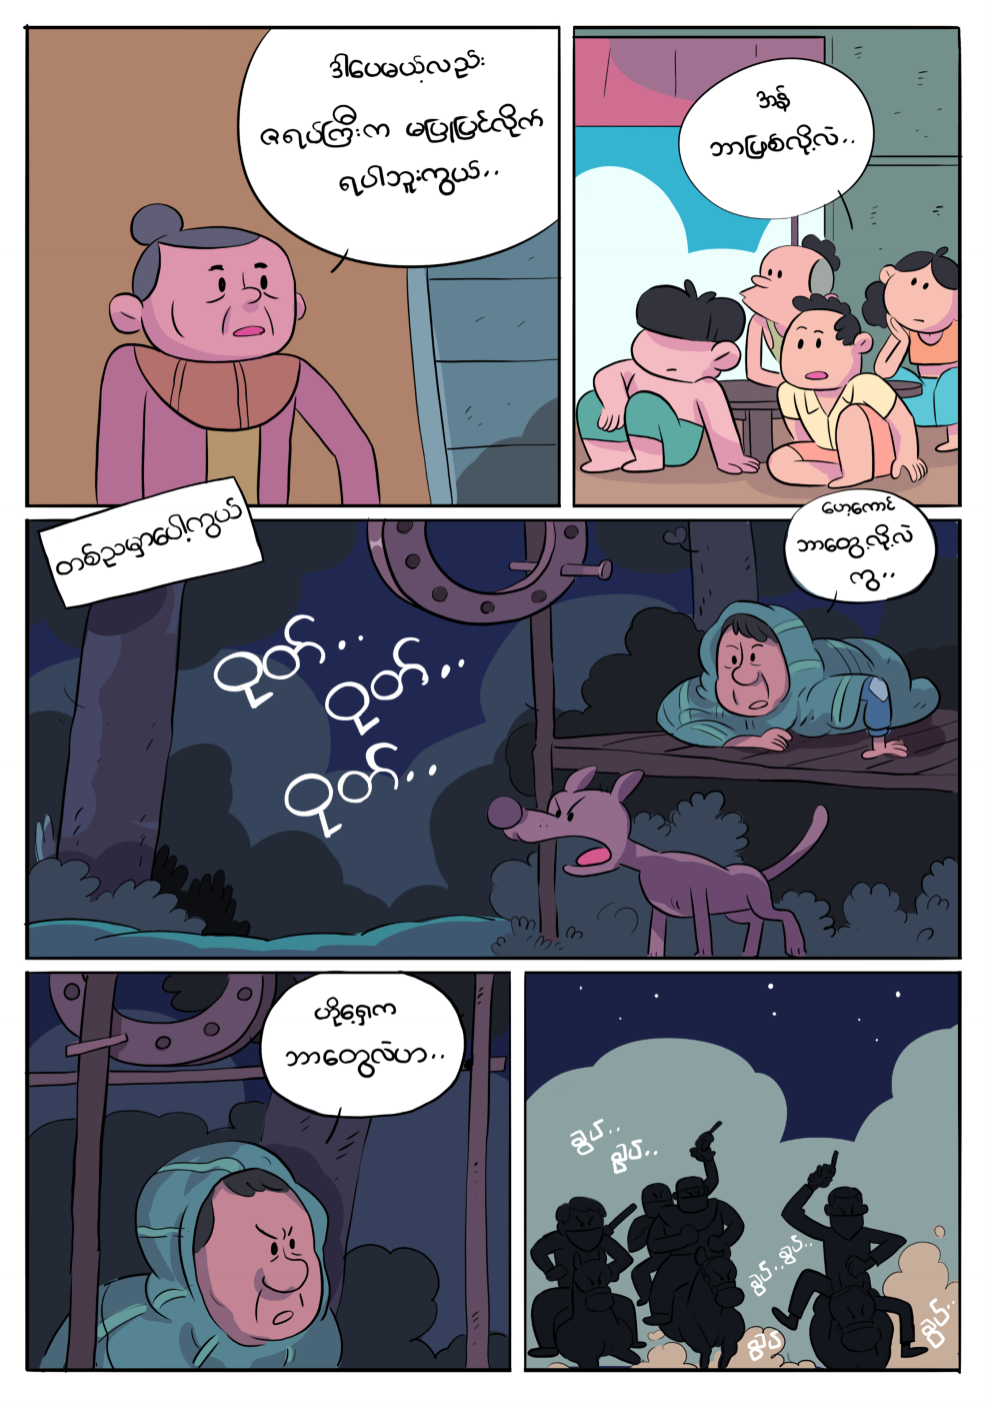 ဒါပေမယ့်လည်း
ဇရပ်ကြီးက မပြုပြင်လိုက်
ရပါဘူးကွယ်..
အန်
ဘာဖြစ်လို့လဲ..
တစ်ညမှာပေါ့ကွယ်
ဟေ့ကောင်
ဘာတွေ့လို့လဲ
ကွ..
ဝုတ်..
ဝုတ်..
ဝုတ်..
ဟိုရှေ့က
ဘာတွေလဲဟ..
ခွပ်..
ခွပ်..
ခွပ်..
ခွပ်..
ခွပ်
ခွပ်..